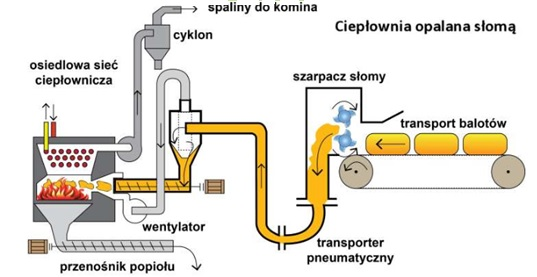 spaliny do komina
Ciepłownia opalana słomą
cyklon
osiedlowa sieć
ciepłownicza
szarpacz słomy
transport balotów
wentylator
transporter
pneumatyczny
przenośnik popiołu